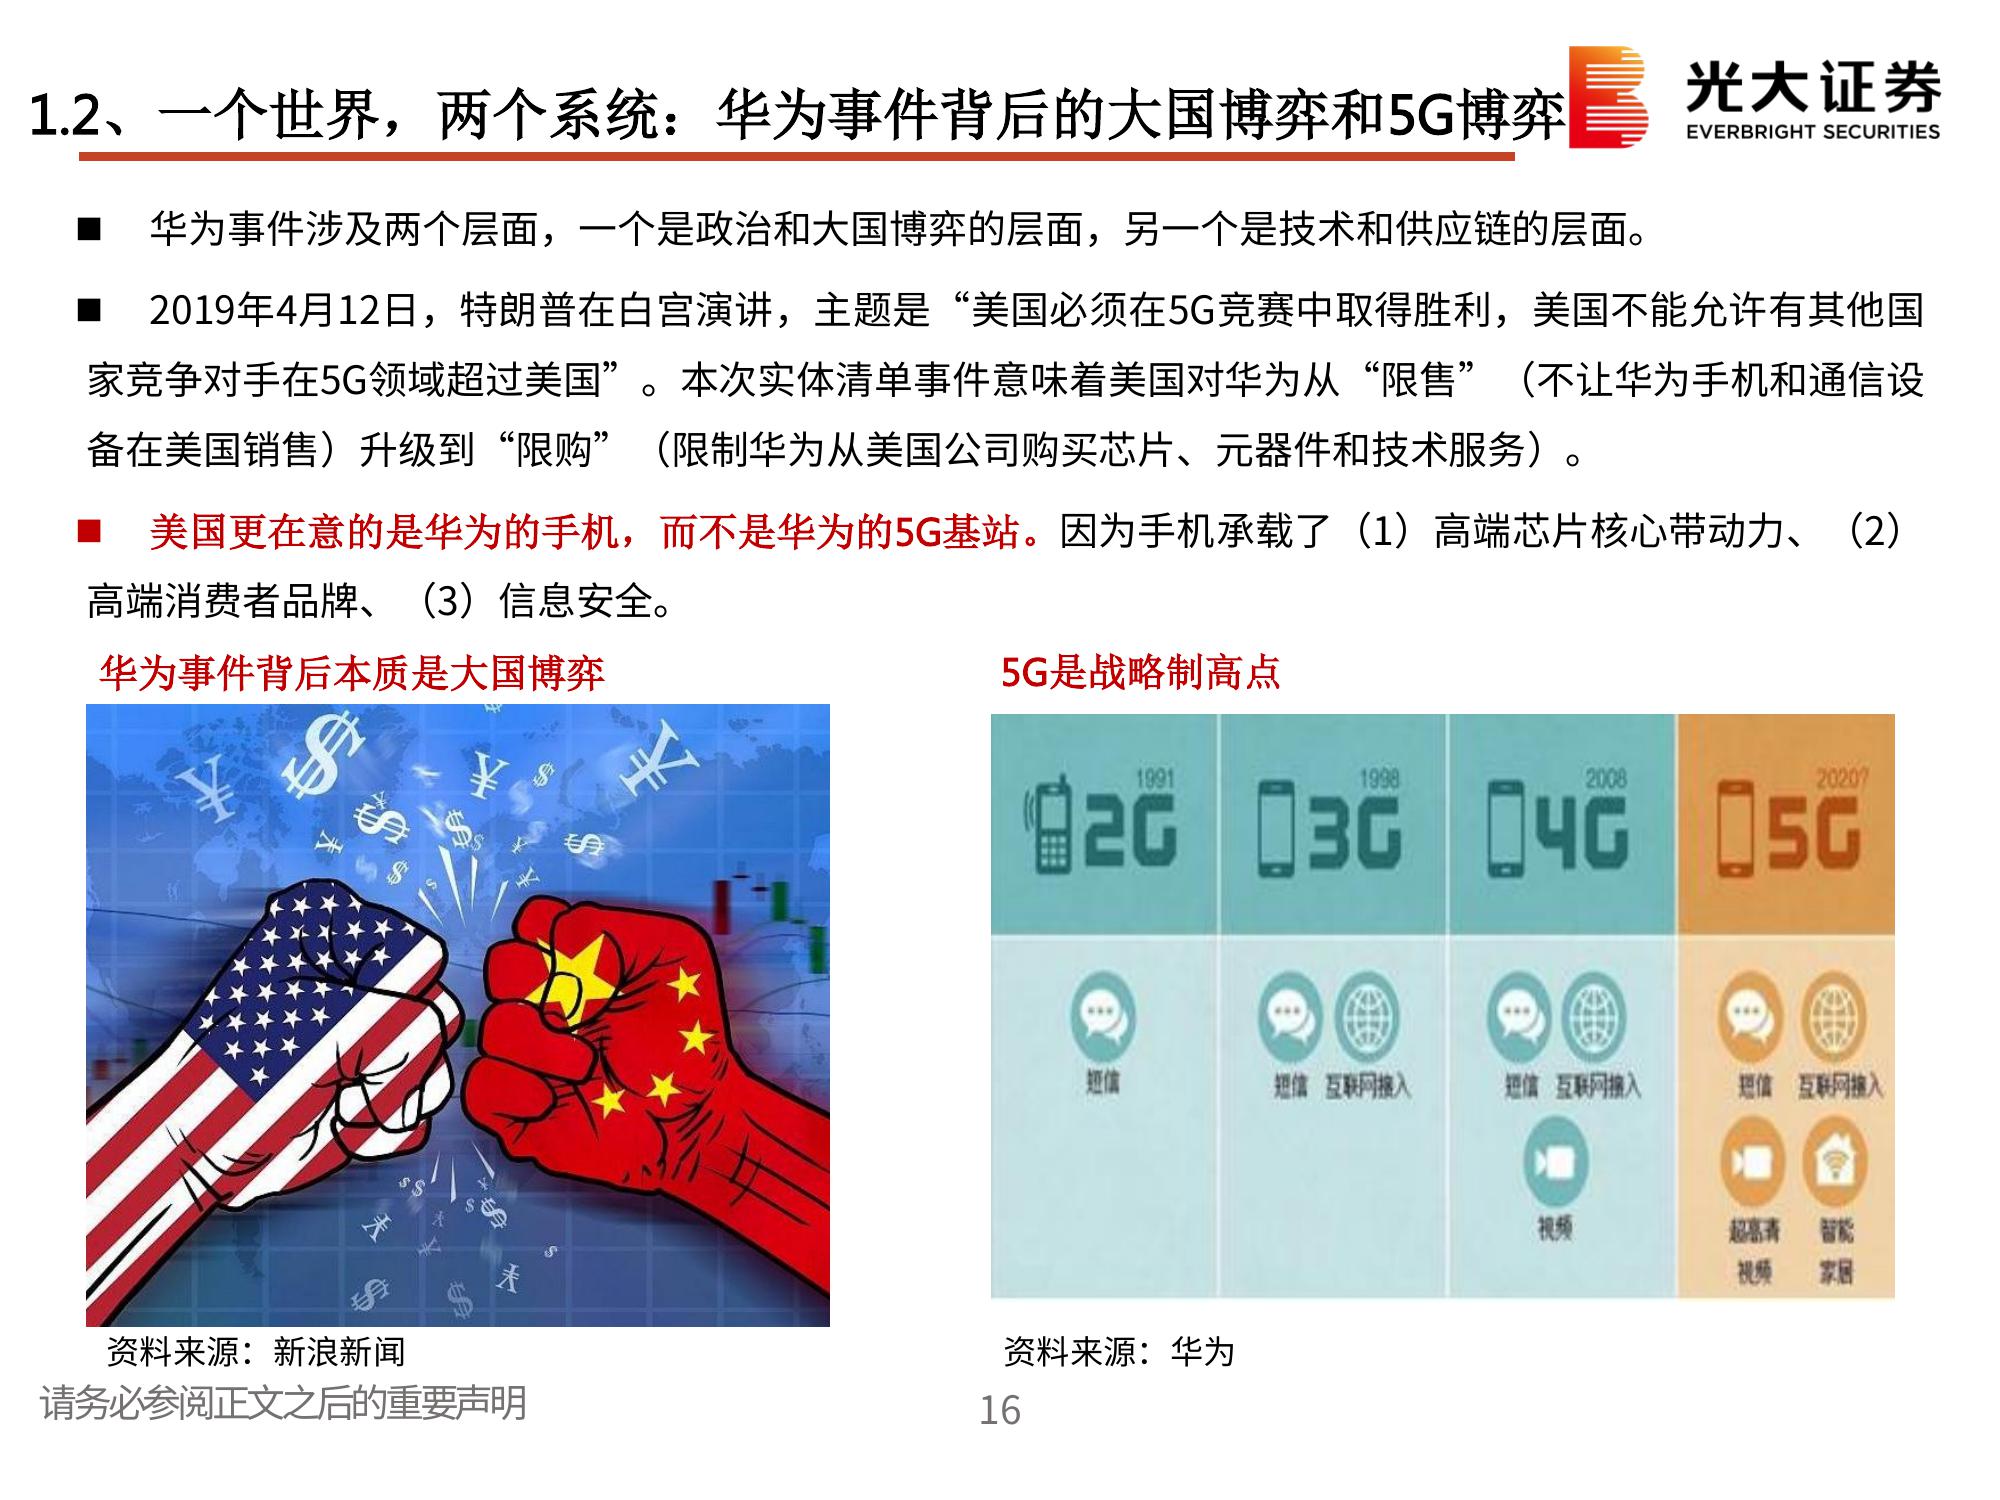 1.2、一个世界，两个系统：华为事件背后的大国博弈和5G博弈
光大证券
EVERBRIGHT SECURITIES
■ 华为事件涉及两个层面，一个是政治和大国博弈的层面，另一个是技术和供应链的层面。
■ 2019年4月12日，特朗普在白宫演讲，主题是“美国必须在5G竞赛中取得胜利，美国不能允许有其他国
家竞争对手在5G领域超过美国”。本次实体清单事件意味着美国对华为从“限售”（不让华为手机和通信设
备在美国销售）升级到“限购”（限制华为从美国公司购买芯片、元器件和技术服务）。
■ 美国更在意的是华为的手机，而不是华为的5G基站。因为手机承载了（1）高端芯片核心带动力、（2）
高端消费者品牌、（3）信息安全。
华为事件背后本质是大国博弈
5G是战略制高点
1991 1998 2008 2020?
2G 3G 4G 5G
短信 短信 互联网接入 短信 互联网接入 短信 互联网接入
视频 超高清 智能
视频 家居
资料来源：新浪新闻
资料来源：华为
请务必参阅正文之后的重要声明
16